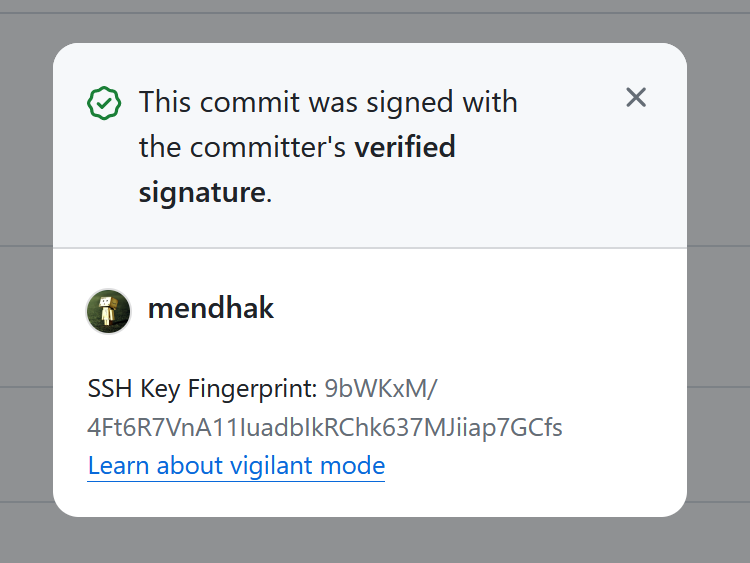 This commit was signed with
the committer's verified
signature.
mendhak
SSH Key Fingerprint: 9bWKxM/
4Ft6R7VnA11IuadbIkRChk637MJiiap7GCfs
Learn about vigilant mode